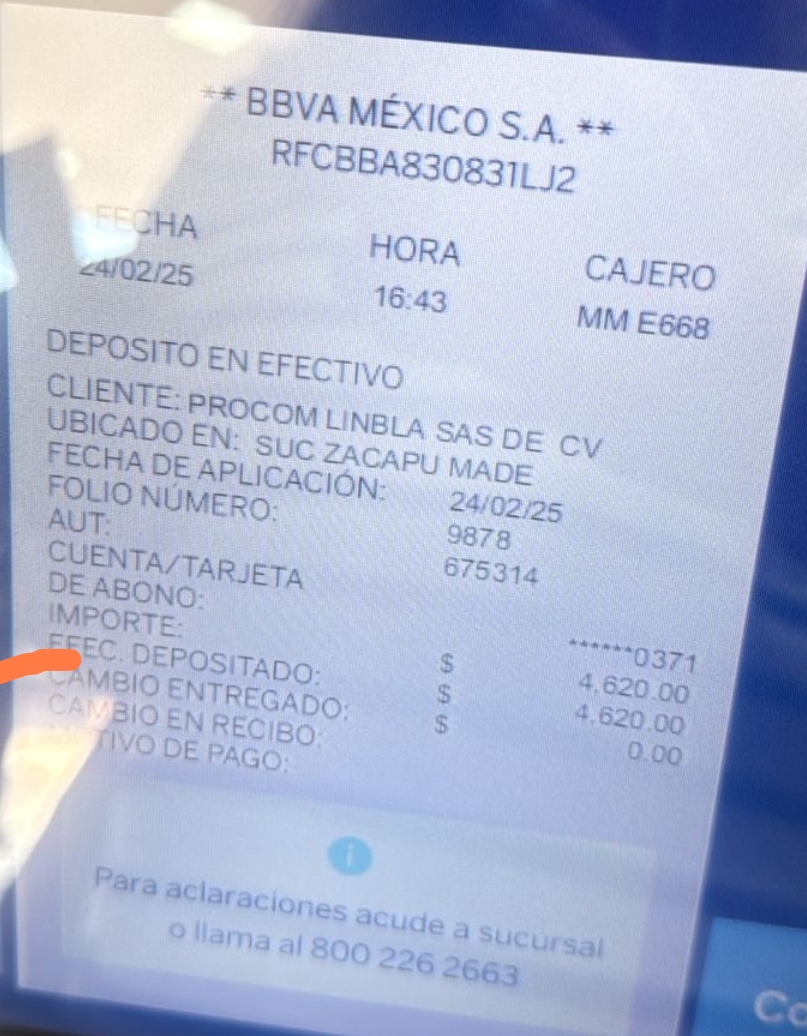 ** BBVA MÉXICO S.A. **
RFCBBA830831LJ2
FECHA HORA CAJERO
24/02/25 16:43 MM E668
DEPOSITO EN EFECTIVO
CLIENTE: PROCOM LINBLA SAS DE CV
UBICADO EN: SUC ZACAPU MADE
FECHA DE APLICACIÓN: 24/02/25
FOLIO NÚMERO: 9878
AUT: 675314
CUENTA/TARJETA
DE ABONO: ******0371
IMPORTE: $ 4,620.00
EFEC. DEPOSITADO: $ 4,620.00
CAMBIO ENTREGADO: $ 0.00
CAMBIO EN RECIBO:
MOTIVO DE PAGO:
i
Para aclaraciones acude a sucursal
o llama al 800 226 2663